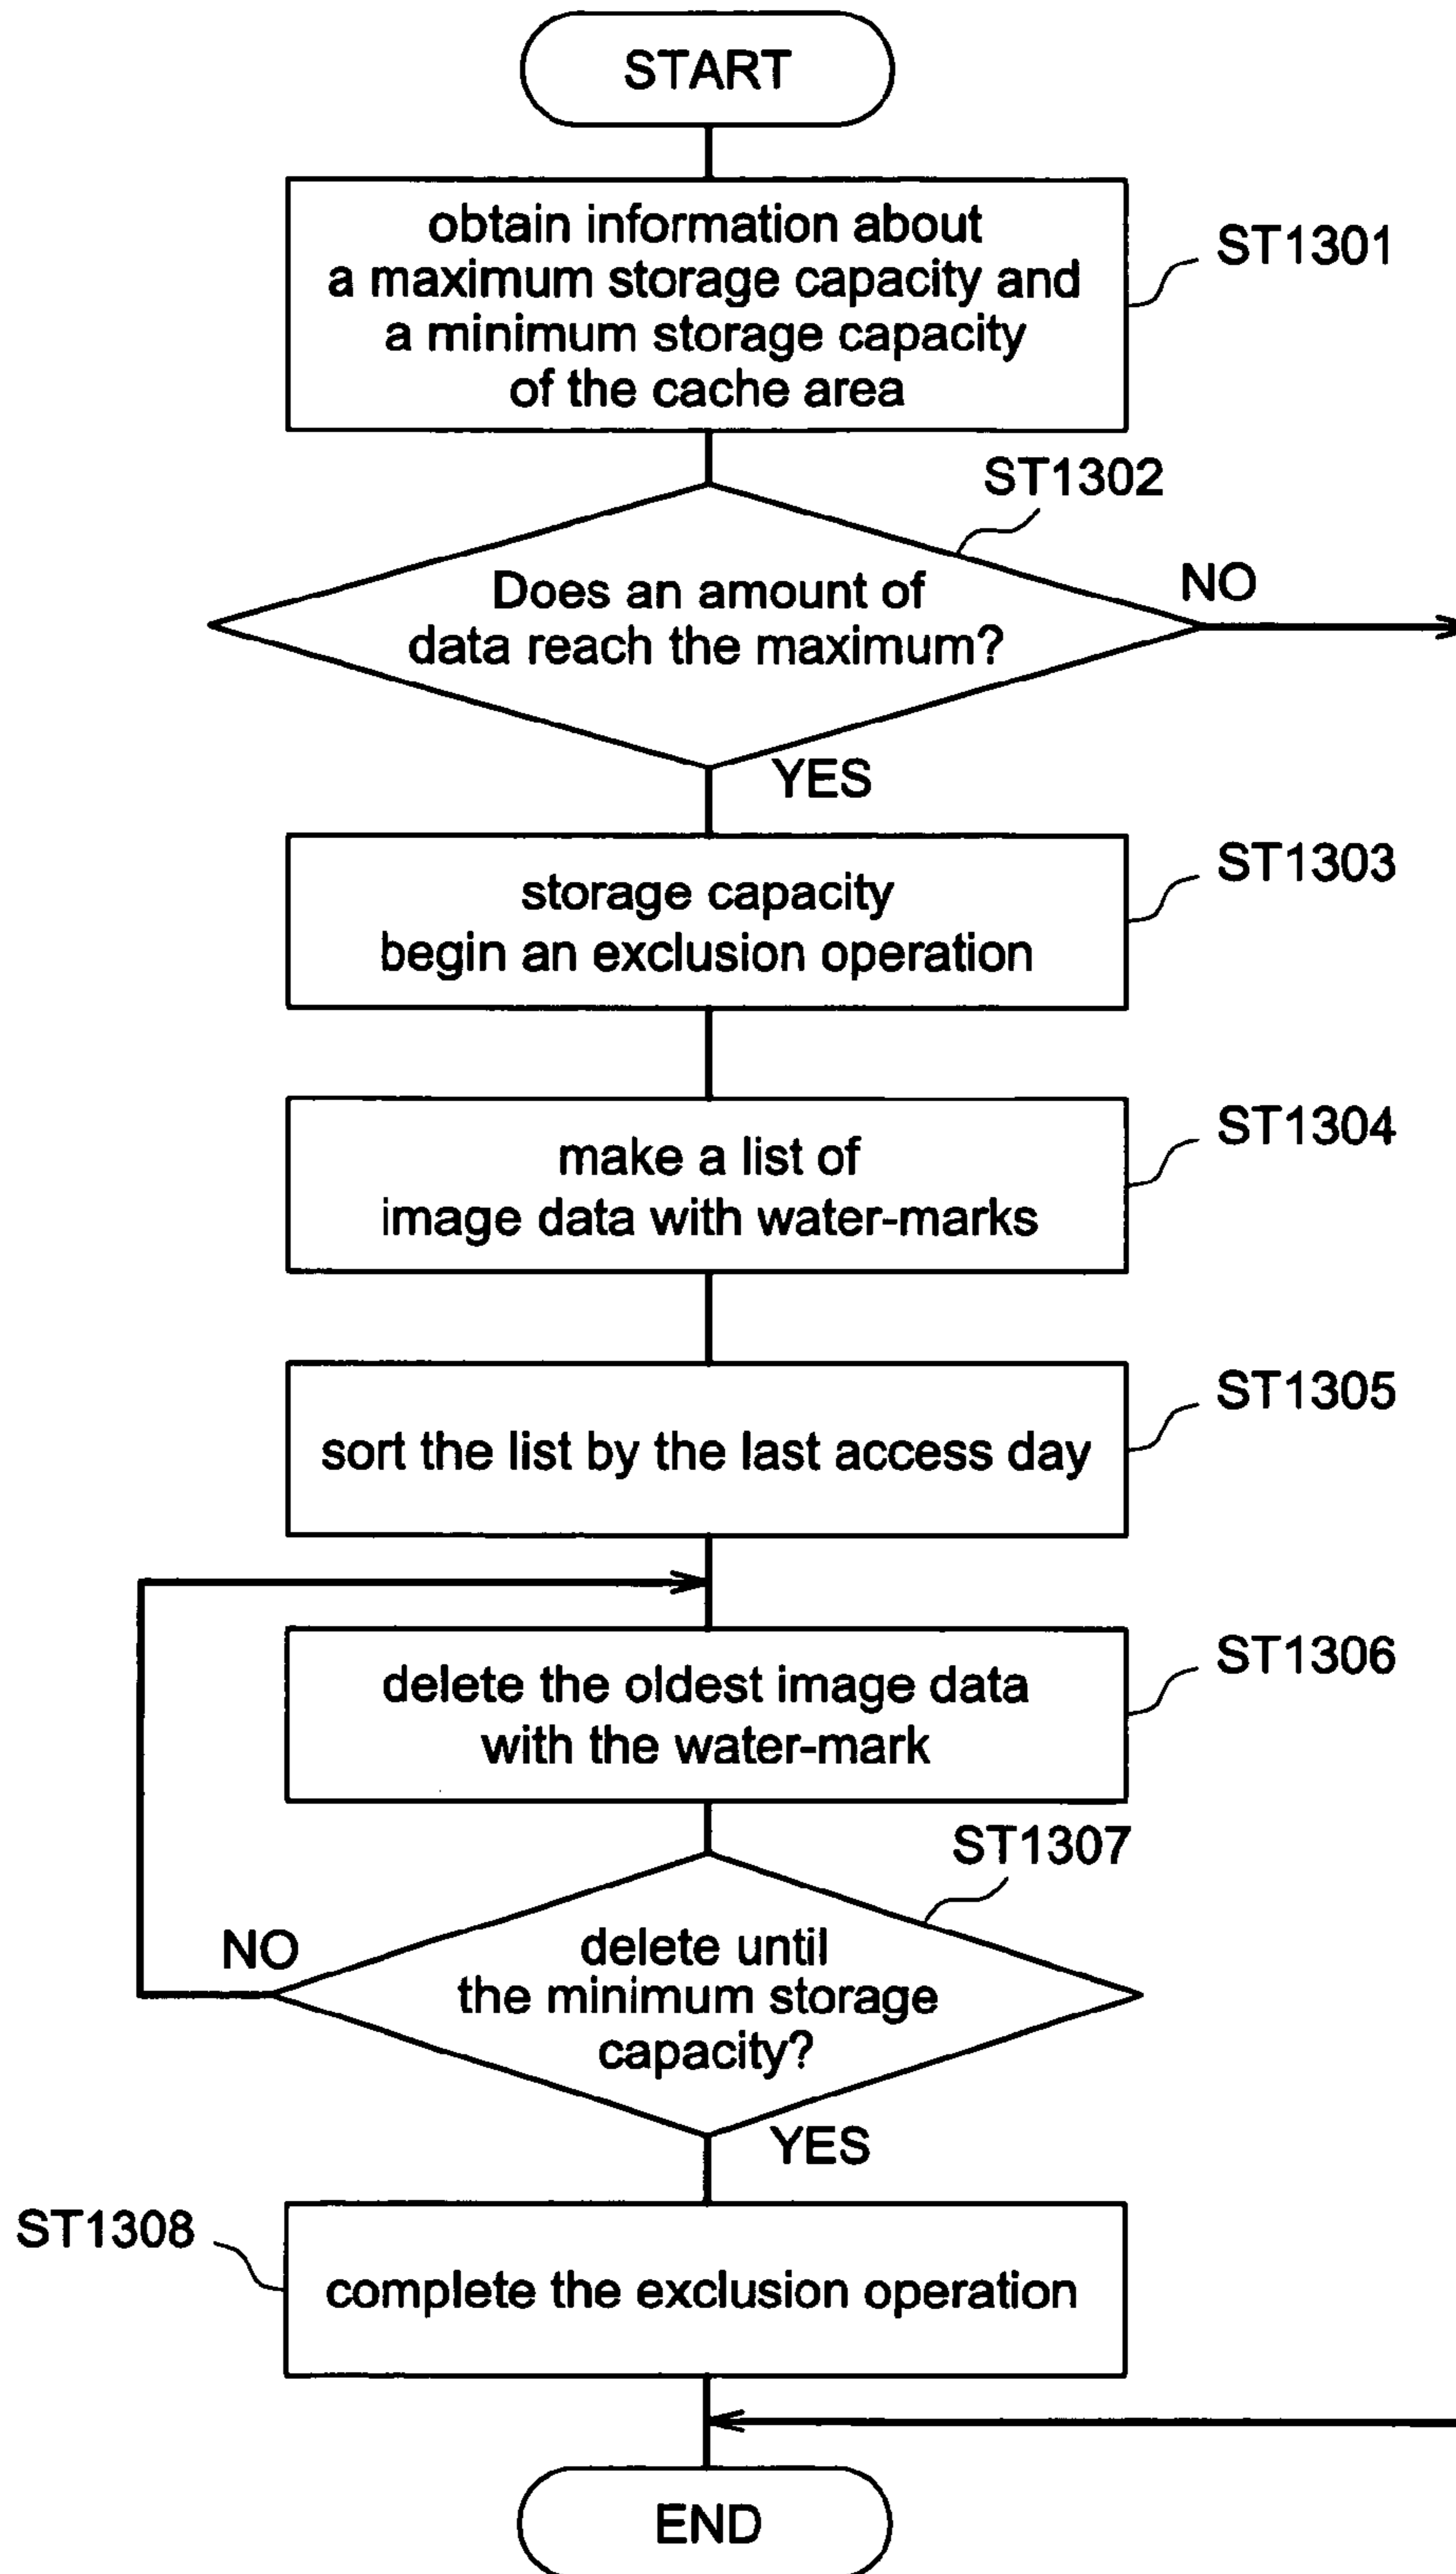 START
obtain information about
a maximum storage capacity and
a minimum storage capacity
of the cache area
ST1301
ST1302
Does an amount of
data reach the maximum?
NO
YES
storage capacity
begin an exclusion operation
ST1303
make a list of
image data with water-marks
ST1304
sort the list by the last access day
ST1305
delete the oldest image data
with the water-mark
ST1306
ST1307
delete until
the minimum storage
capacity?
NO
YES
ST1308
complete the exclusion operation
END